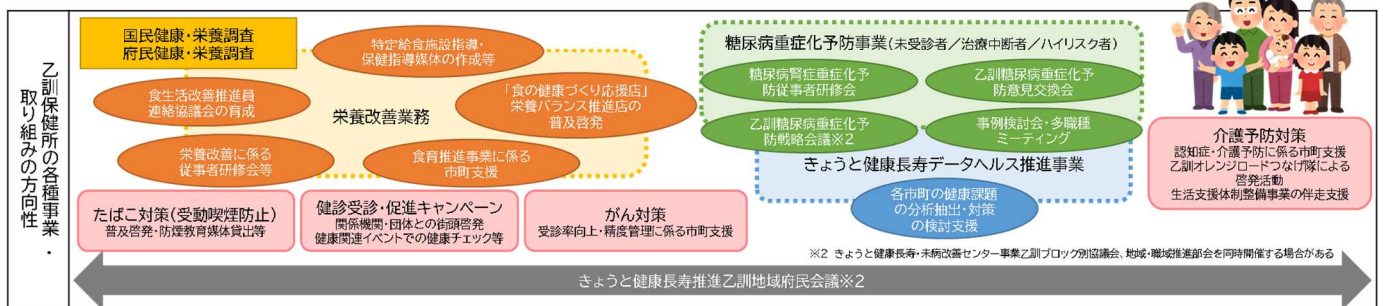 乙訓保健所の各種事業・
取り組みの方向性
国民健康・栄養調査
府民健康・栄養調査
特定給食施設指導・
保健指導媒体の作成等
食生活改善推進員
連絡協議会の育成
栄養改善業務
「食の健康づくり応援店」
栄養バランス推進店の
普及啓発
栄養改善に係る
従事者研修会等
食育推進事業に係る
市町支援
糖尿病重症化予防事業(未受診者/治療中断者/ハイリスク者)
糖尿病腎症重症化予
防従事者研修会
乙訓糖尿病重症化予
防意見交換会
乙訓糖尿病重症化予
防戦略会議※2
事例検討会・多職種
ミーティング
きょうと健康長寿データヘルス推進事業
各市町の健康課題
の分析抽出・対策
の検討支援
介護予防対策
認知症・介護予防に係る市町支援
乙訓オレンジロードつなげ隊による
啓発活動
生活支援体制整備事業の伴走支援
たばこ対策(受動喫煙防止)
普及啓発・防煙教育媒体貸出等
健診受診・促進キャンペーン
関係機関・団体との街頭啓発
健康関連イベントでの健康チェック等
がん対策
受診率向上・精度管理に係る市町支援
※2 きょうと健康長寿・未病改善センター事業乙訓ブロック別協議会、地域・職域推進部会を同時開催する場合がある
きょうと健康長寿推進乙訓地域府民会議※2